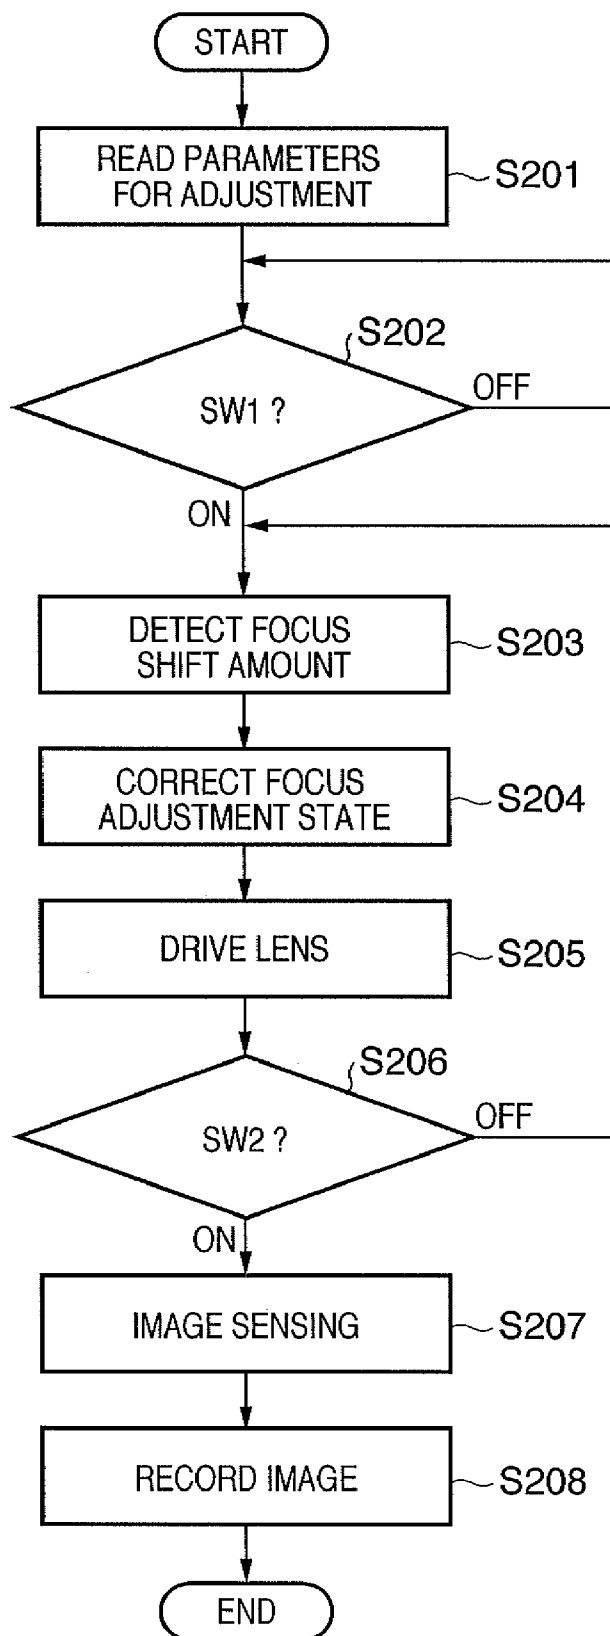 START
READ PARAMETERS
FOR ADJUSTMENT
S201
S202
SW1 ?
OFF
ON
DETECT FOCUS
SHIFT AMOUNT
S203
CORRECT FOCUS
ADJUSTMENT STATE
S204
DRIVE LENS
S205
S206
SW2 ?
OFF
ON
IMAGE SENSING
S207
RECORD IMAGE
S208
END